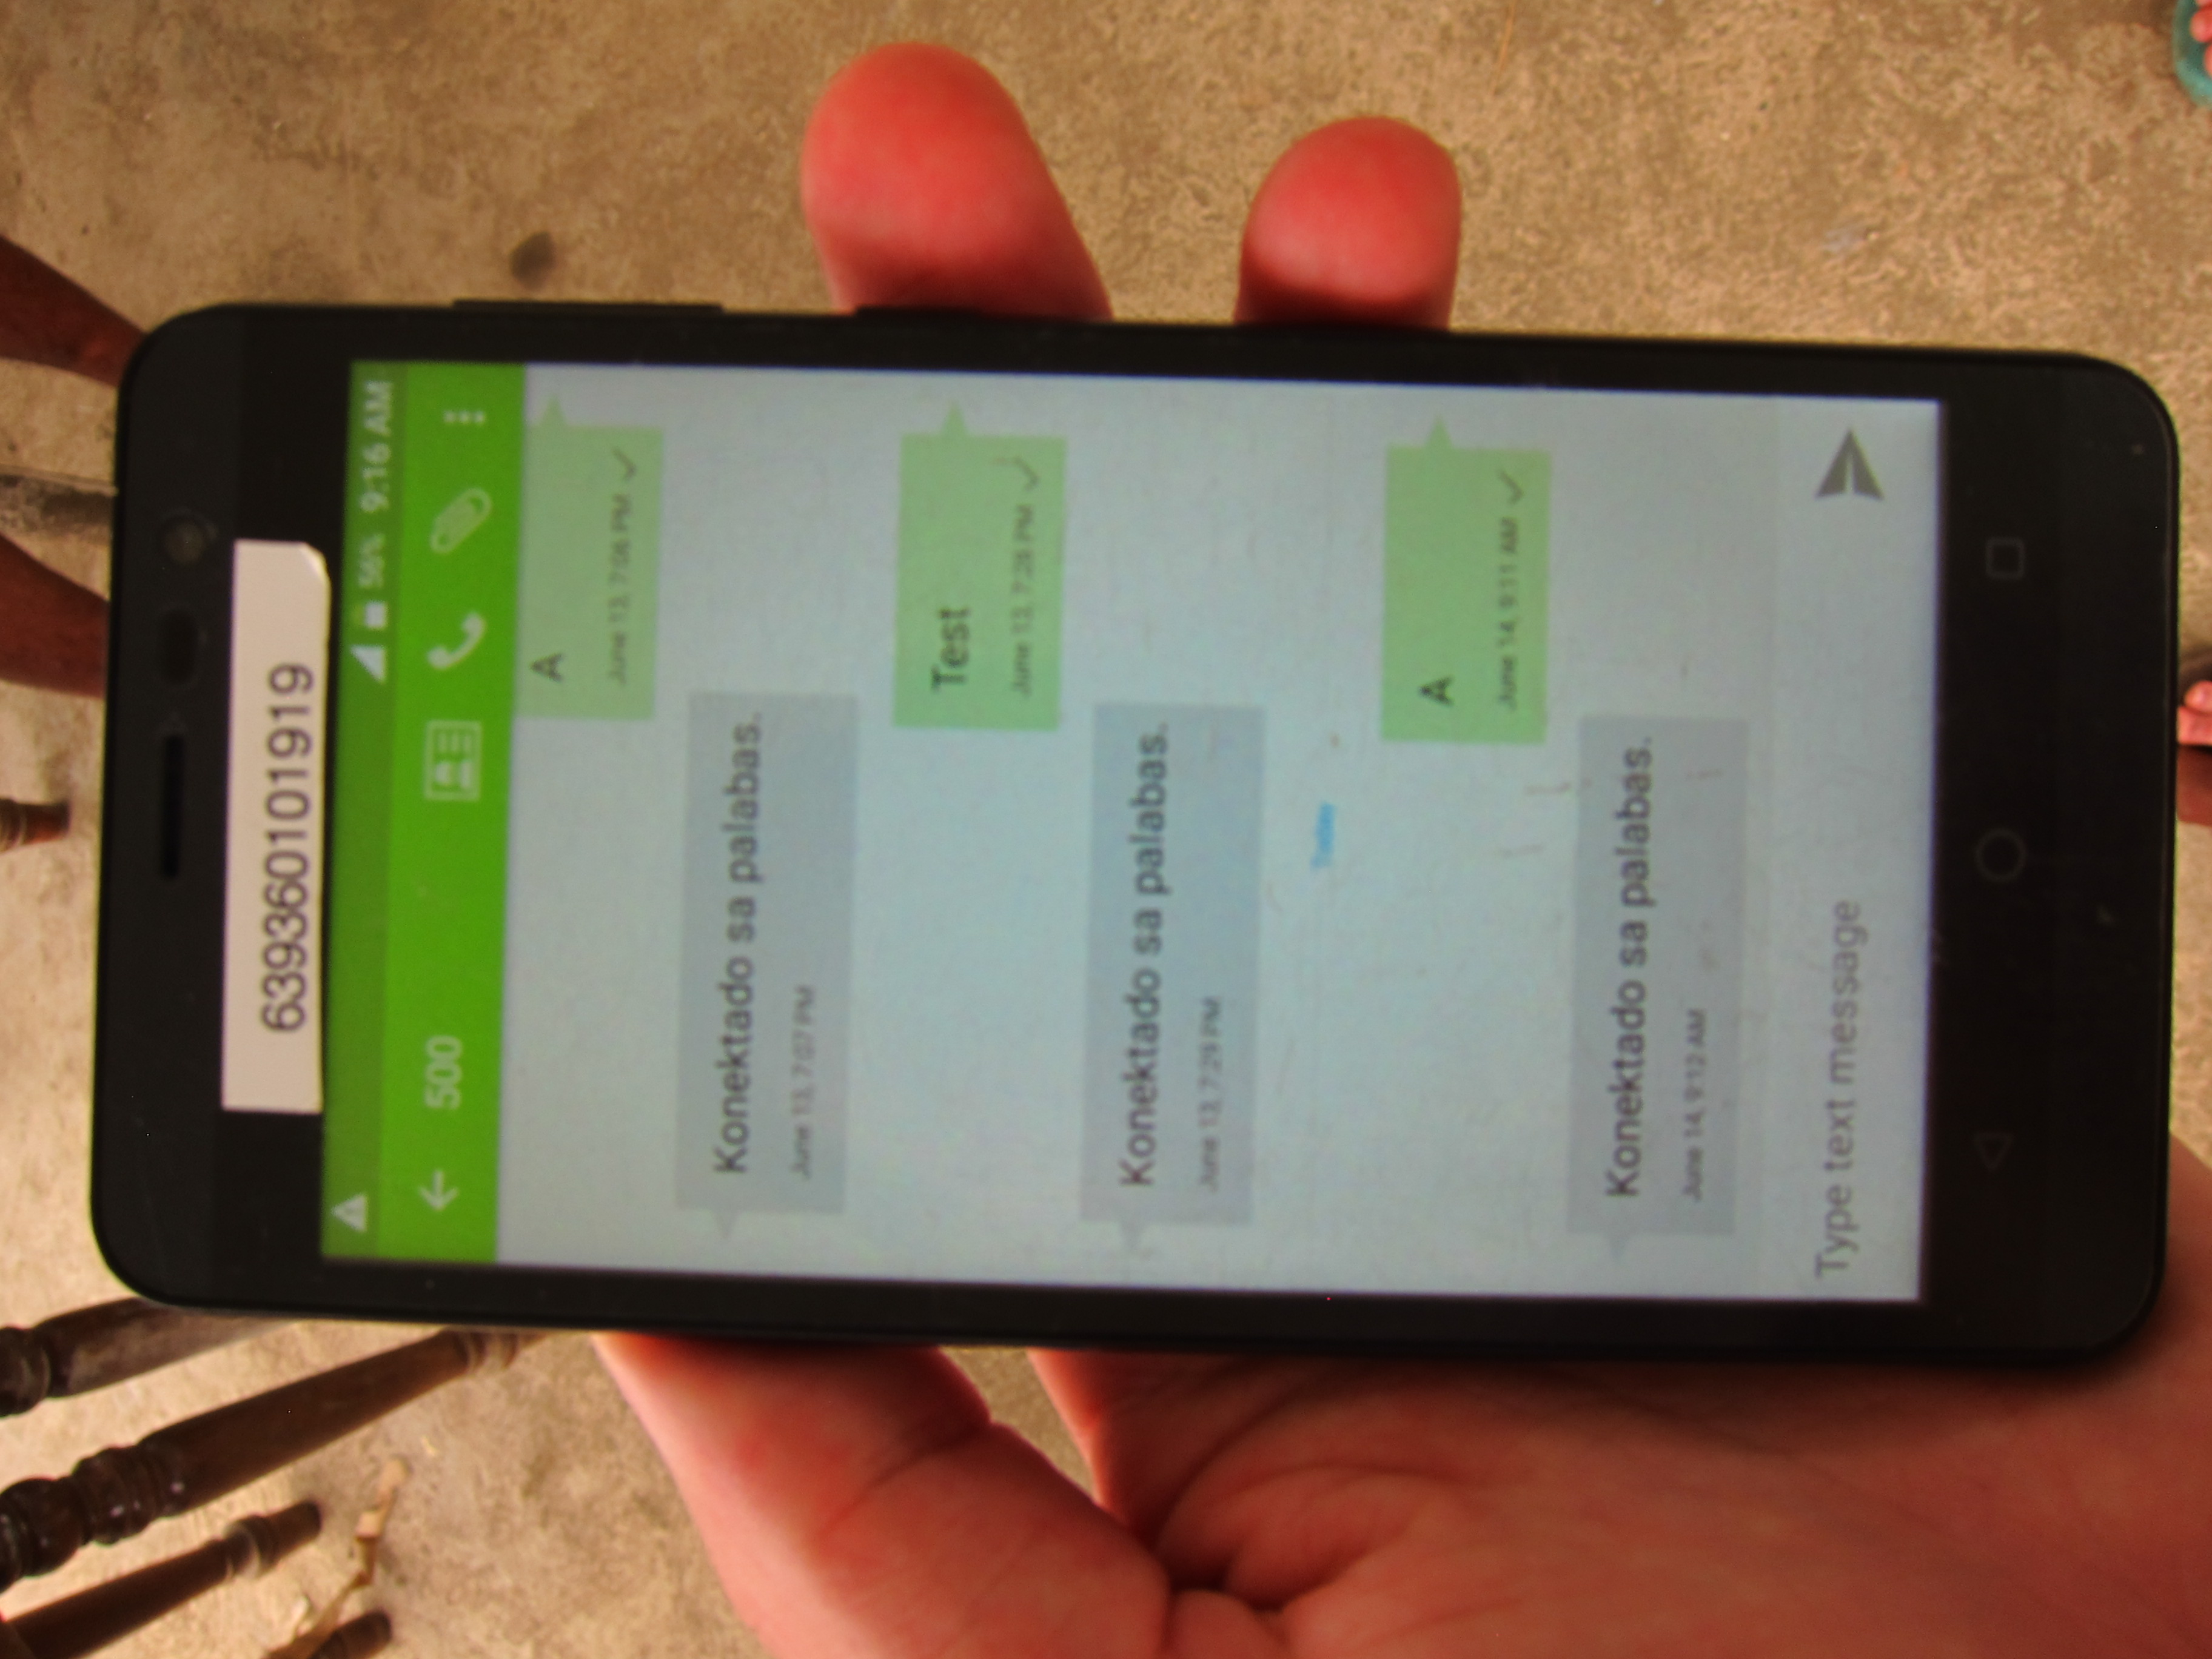 639360101919
56% 9:16 AM
500
A
June 13, 7:06 PM
Konektado sa palabas.
June 13, 7:07 PM
Test
June 13, 7:28 PM
Konektado sa palabas.
June 13, 7:29 PM
Today
A
June 14, 9:11 AM
Konektado sa palabas.
June 14, 9:12 AM
Type text message